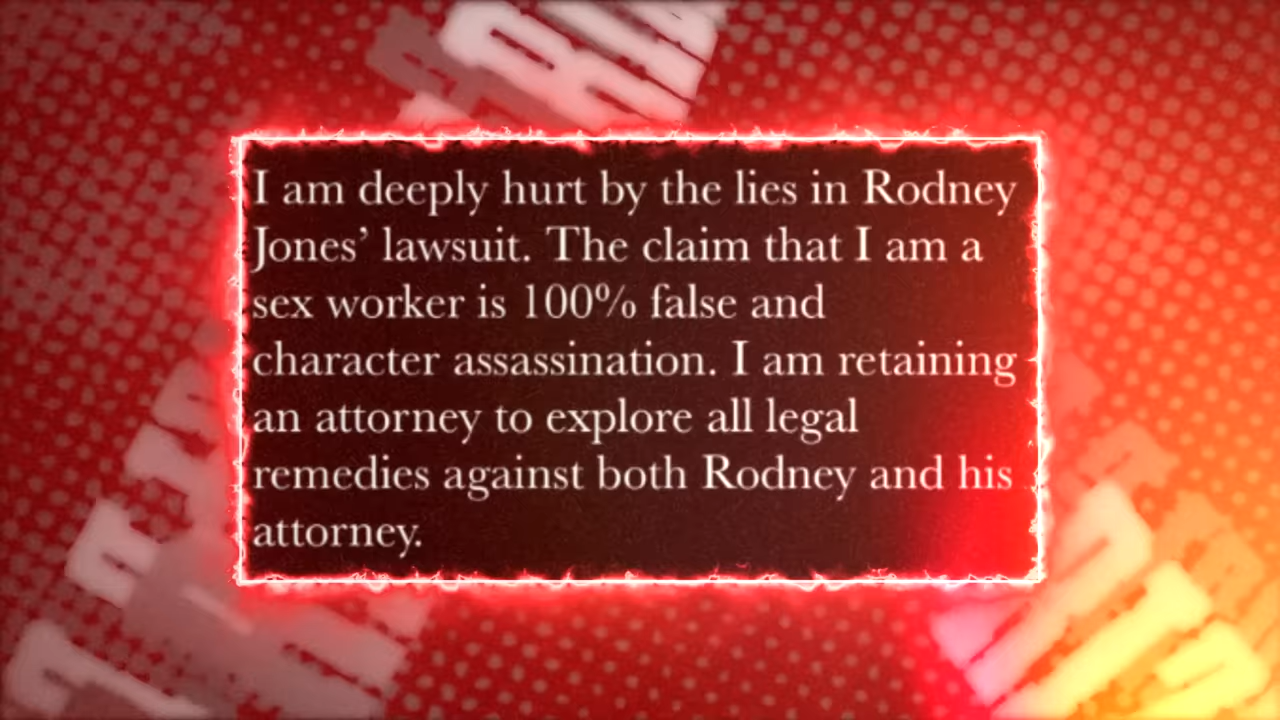 I am deeply hurt by the lies in Rodney
Jones’ lawsuit. The claim that I am a
sex worker is 100% false and
character assassination. I am retaining
an attorney to explore all legal
remedies against both Rodney and his
attorney.